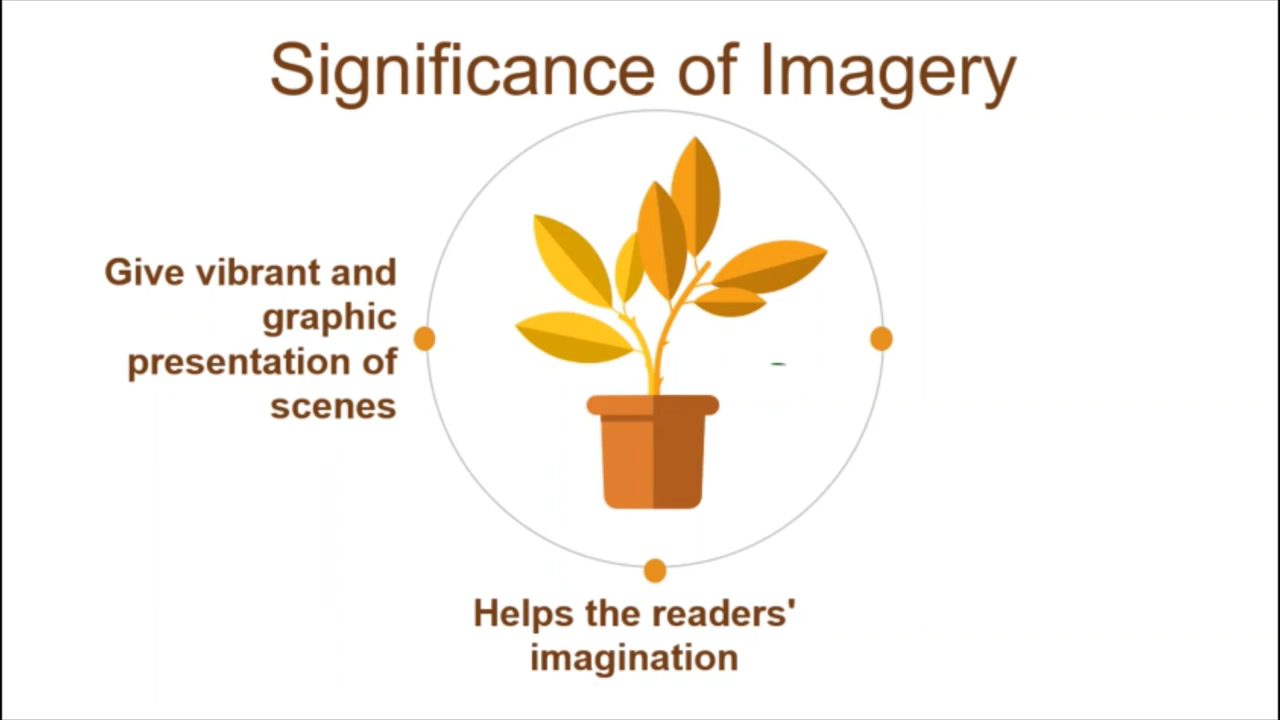 Significance of Imagery
Give vibrant and
graphic
presentation of
scenes
Helps the readers'
imagination